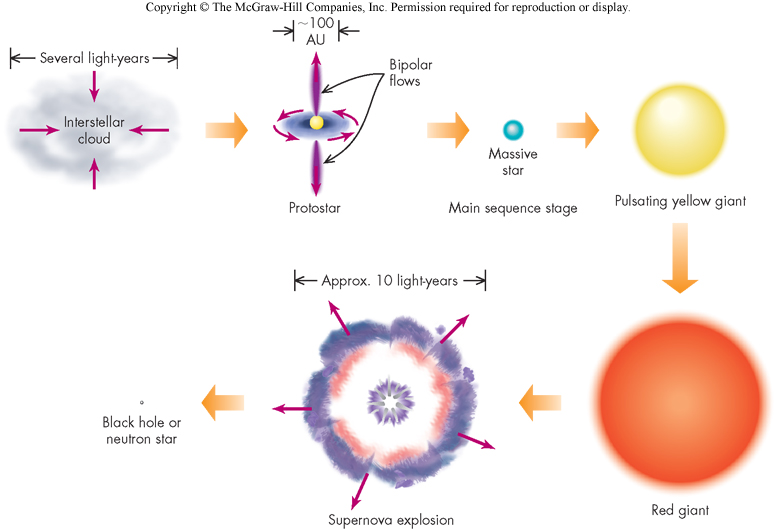 Copyright © The McGraw-Hill Companies, Inc. Permission required for reproduction or display.
Several light-years
Interstellar
cloud
~100
AU
Bipolar
flows
Protostar
Massive
star
Main sequence stage
Pulsating yellow giant
Approx. 10 light-years
Black hole or
neutron star
Supernova explosion
Red giant